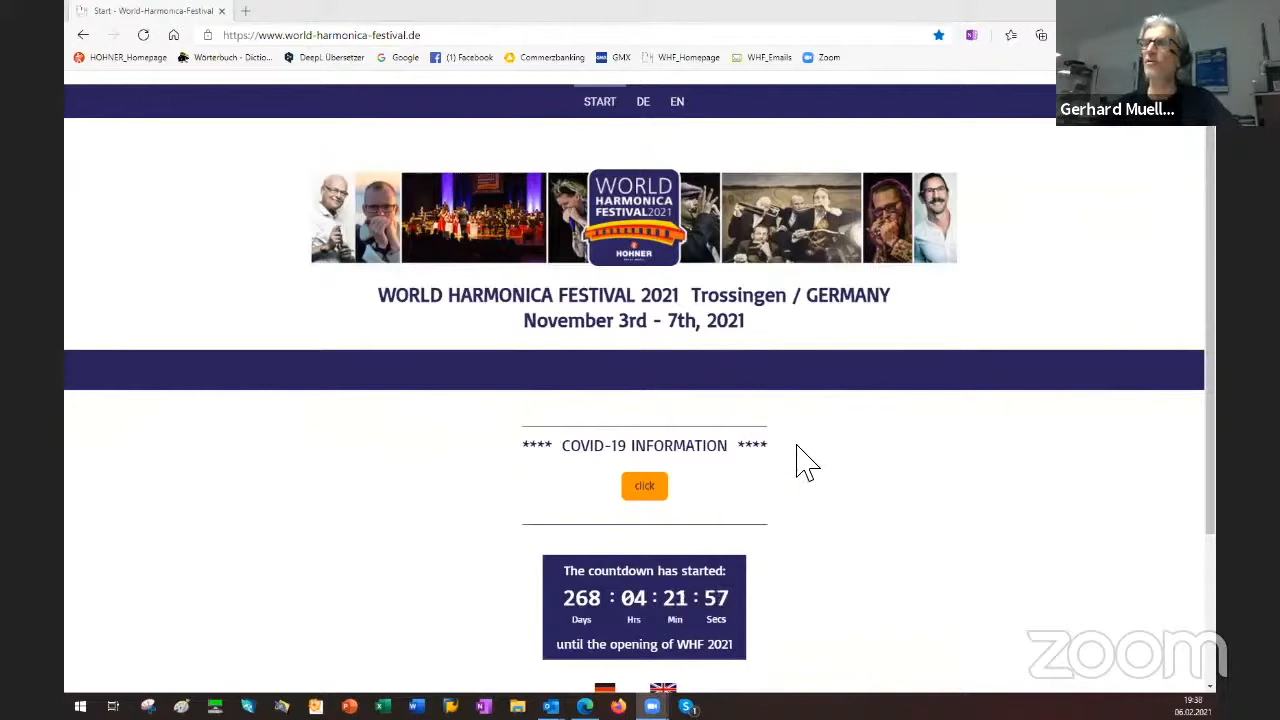 Start - World-Harmonica-Festival
https://www.world-harmonica-festival.de
HOHNER_Homepage
Wörterbuch - Dictio...
DeepL Übersetzer
Google
(1) Facebook
Commerzbanking
GMX
WHF_Homepage
WHF_Emails
Zoom
Gerhard Muell...
START DE EN
WORLD
HARMONICA
FESTIVAL2021
HOHNER
WORLD HARMONICA FESTIVAL 2021 Trossingen / GERMANY
November 3rd - 7th, 2021
**** COVID-19 INFORMATION ****
click
The countdown has started:
268 : 04 : 21 : 57
Days Hrs Min Secs
until the opening of WHF 2021
zoom
19:38
06.02.2021